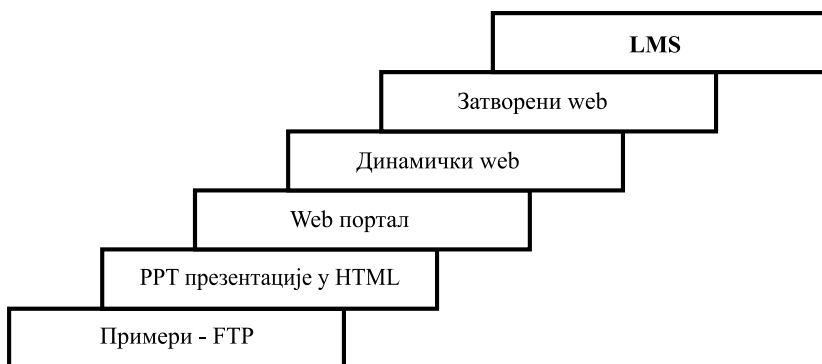 LMS
Затворени web
Динамички web
Web портал
PPT презентације у HTML
Примери - FTP